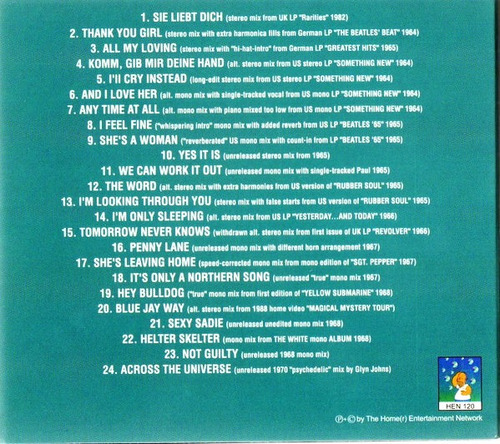 1. SIE LIEBT DICH (stereo mix from UK LP "Rarities" 1982)
2. THANK YOU GIRL (stereo mix with extra harmonica fills from German LP "THE BEATLES' BEAT" 1964)
3. ALL MY LOVING (stereo mix with "hi-hat-intro" from German LP "GREATEST HITS" 1965)
4. KOMM, GIB MIR DEINE HAND (alt. stereo mix from US stereo LP "SOMETHING NEW" 1964)
5. I'll CRY INSTEAD (long-edit stereo mix from US stereo LP "SOMETHING NEW" 1964)
6. AND I LOVE HER (alt. mono mix with single-tracked vocal from US mono LP "SOMETHING NEW" 1964)
7. ANY TIME AT ALL (alt. mono mix with piano mixed too low from US mono LP "SOMETHING NEW" 1964)
8. I FEEL FINE ("whispering intro" mono mix with added reverb from US LP "BEATLES '65" 1965)
9. SHE'S A WOMAN ("reverberated" US mono mix with count-in from LP "BEATLES '65" 1965)
10. YES IT IS (unreleased stereo mix from 1965)
11. WE CAN WORK IT OUT (unreleased mono mix with single-tracked Paul 1965)
12. THE WORD (alt. stereo mix with extra harmonies from US version of "RUBBER SOUL" 1965)
13. I'M LOOKING THROUGH YOU (stereo mix with false starts from US version of "RUBBER SOUL" 1965)
14. I'M ONLY SLEEPING (alt. stereo mix from US LP "YESTERDAY...AND TODAY" 1966)
15. TOMORROW NEVER KNOWS (withdrawn alt. stereo mix from first issue of UK LP "REVOLVER" 1966)
16. PENNY LANE (unreleased mono mix with different horn arrangement 1967)
17. SHE'S LEAVING HOME (speed-corrected mono mix from mono edition of "SGT. PEPPER" 1967)
18. IT'S ONLY A NORTHERN SONG (unreleased "true" mono mix 1967)
19. HEY BULLDOG ("true" mono mix from first edition of "YELLOW SUBMARINE" 1968)
20. BLUE JAY WAY (alt. stereo mix from 1988 home video "MAGICAL MYSTERY TOUR")
21. SEXY SADIE (unreleased unedited mono mix 1968)
22. HELTER SKELTER (mono mix from THE WHITE mono ALBUM 1968)
23. NOT GUILTY (unreleased 1968 mono mix)
24. ACROSS THE UNIVERSE (unreleased 1970 "psychedelic" mix by Glyn Johns)
HEN 120
℗+© by The Home(r) Entertainment Network